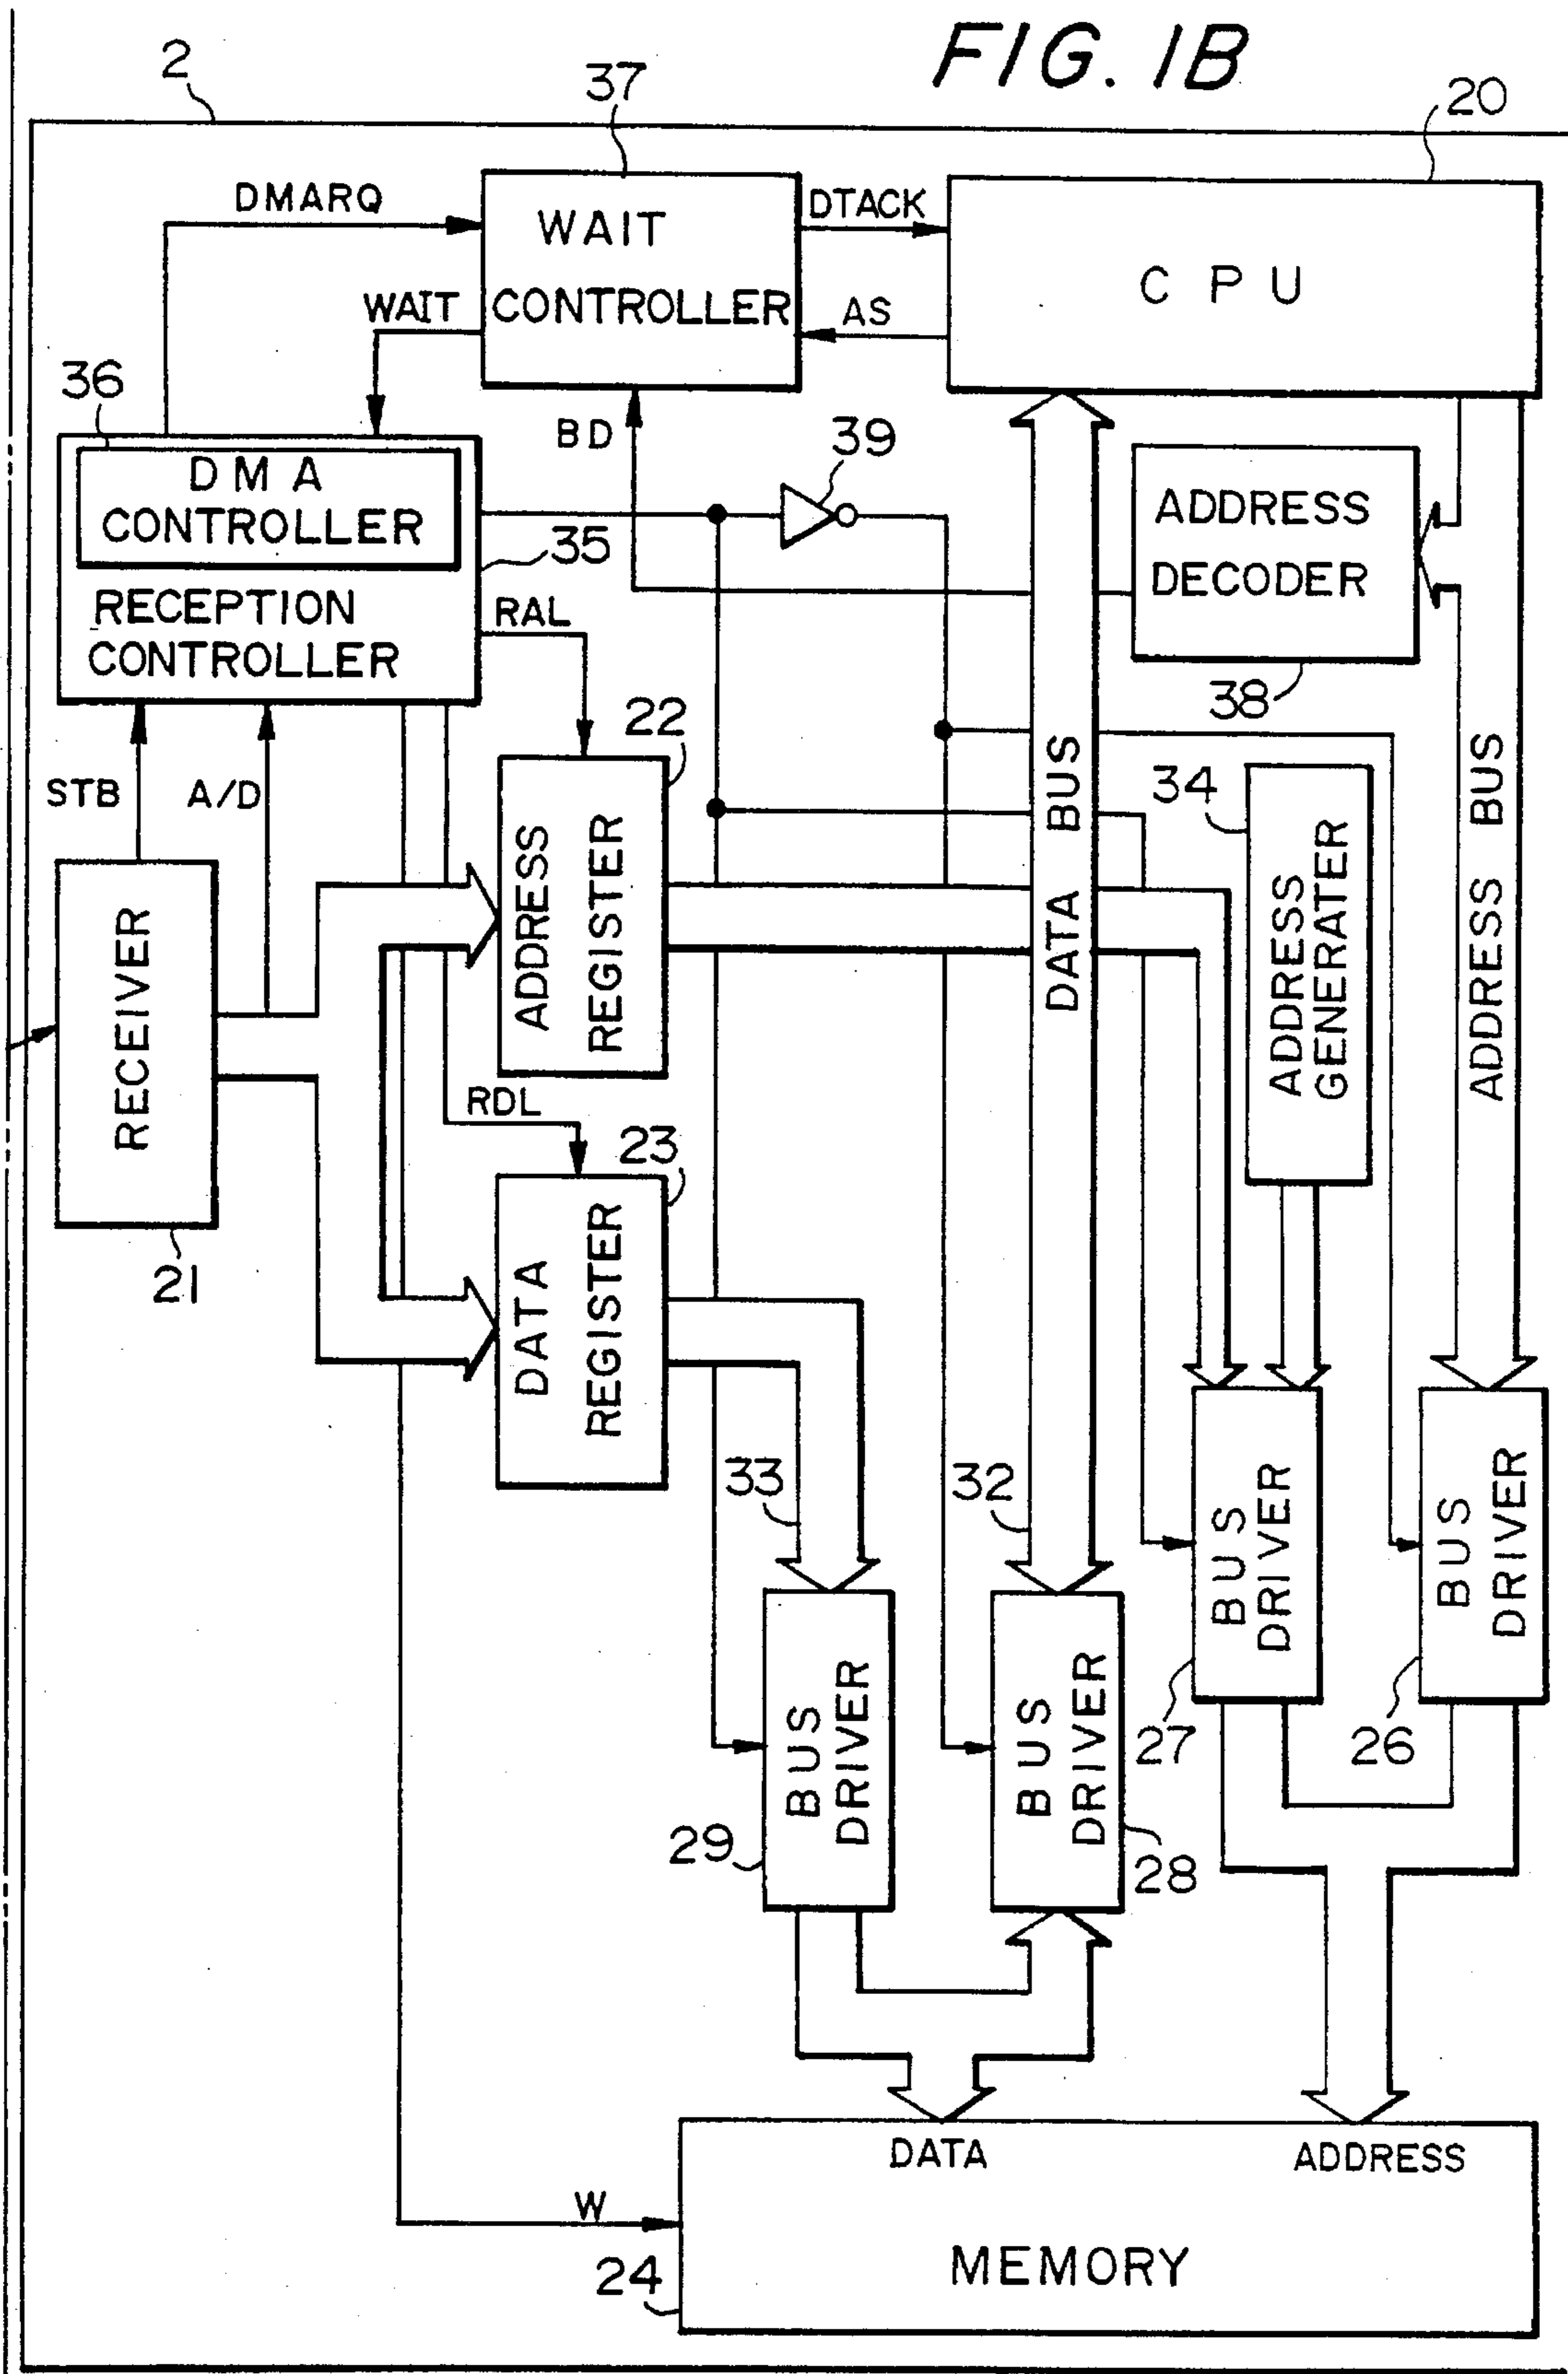 FIG. 1B
2
37
20
DMARQ
WAIT
CONTROLLER
DTACK
CPU
WAIT
AS
36
DMA
CONTROLLER
BD
39
ADDRESS
DECODER
35
RECEPTION
CONTROLLER
RAL
38
22
STB
A/D
ADDRESS
REGISTER
DATA BUS
34
ADDRESS
GENERATER
ADDRESS BUS
RECEIVER
21
RDL
23
DATA
REGISTER
33
32
BUS
DRIVER
27
BUS
DRIVER
26
BUS
DRIVER
29
BUS
DRIVER
28
DATA
ADDRESS
W
MEMORY
24